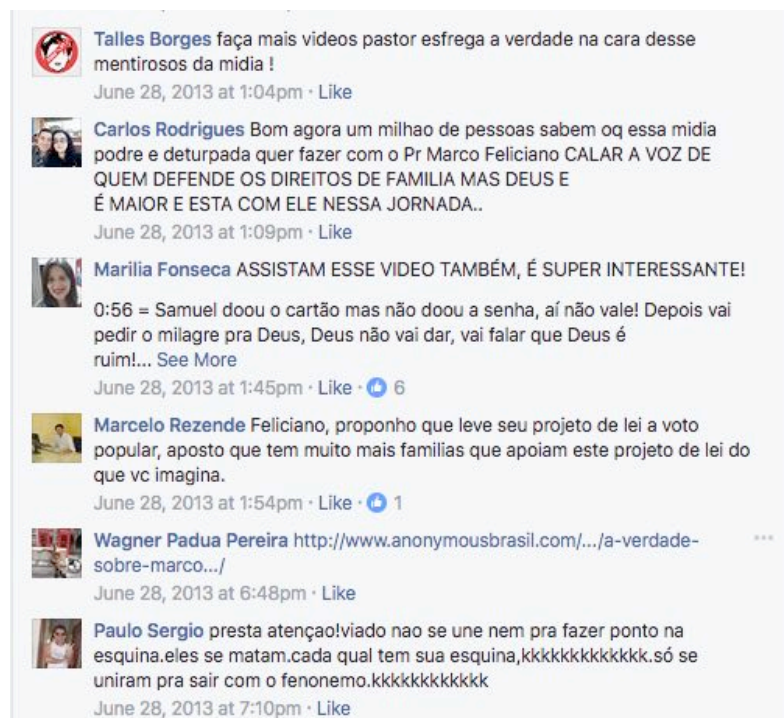 Talles Borges faça mais videos pastor esfrega a verdade na cara desse
mentirosos da midia !
June 28, 2013 at 1:04pm · Like
Carlos Rodrigues Bom agora um milhao de pessoas sabem oq essa midia
podre e deturpada quer fazer com o Pr Marco Feliciano CALAR A VOZ DE
QUEM DEFENDE OS DIREITOS DE FAMILIA MAS DEUS E
É MAIOR E ESTA COM ELE NESSA JORNADA..
June 28, 2013 at 1:09pm · Like
Marilia Fonseca ASSISTAM ESSE VIDEO TAMBÉM, É SUPER INTERESSANTE!
0:56 = Samuel doou o cartão mas não doou a senha, aí não vale! Depois vai
pedir o milagre pra Deus, Deus não vai dar, vai falar que Deus é
ruim!... See More
June 28, 2013 at 1:45pm · Like · 6
Marcelo Rezende Feliciano, proponho que leve seu projeto de lei a voto
popular, aposto que tem muito mais familias que apoiam este projeto de lei do
que vc imagina.
June 28, 2013 at 1:54pm · Like · 1
Wagner Padua Pereira http://www.anonymousbrasil.com/.../a-verdade-
sobre-marco.../
June 28, 2013 at 6:48pm · Like
Paulo Sergio presta atençao!viado nao se une nem pra fazer ponto na
esquina.eles se matam.cada qual tem sua esquina,kkkkkkkkkkkkk.só se
uniram pra sair com o fenonemo.kkkkkkkkkkkk
June 28, 2013 at 7:10pm · Like